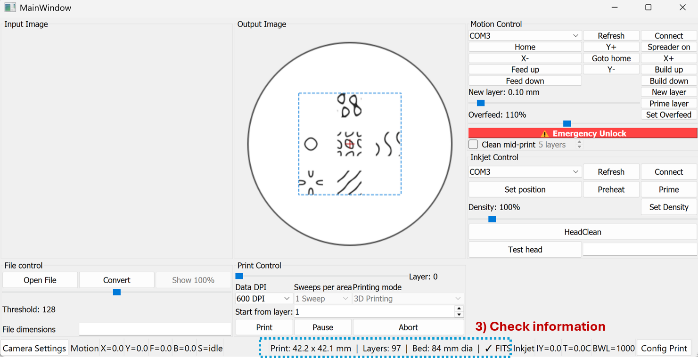 MainWindow
Input Image
Output Image
Motion Control
COM3 Refresh Connect
Home Y+ Spreader on
X- Goto home X+
Feed up Y- Build up
Feed down Build down
New layer: 0.10 mm New layer
Prime layer
Overfeed: 110% Set Overfeed
Emergency Unlock
Clean mid-print 5 layers
Inkjet Control
COM3 Refresh Connect
Set position Preheat Prime
Density: 100% Set Density
HeadClean
Test head
File control
Open File Convert Show 100%
Threshold: 128
File dimensions
Print Control
Layer: 0
Data DPI Sweeps per area Printing mode
600 DPI 1 Sweep 3D Printing
Start from layer: 1
Print Pause Abort
3) Check information
Camera Settings Motion X=0.0 Y=0.0 F=0.0 B=0.0 S=idle Print: 42.2 x 42.1 mm | Layers: 97 | Bed: 84 mm dia | ✓ FITS Inkjet IY=0.0 T=0.0C BWL=1000 Config Print